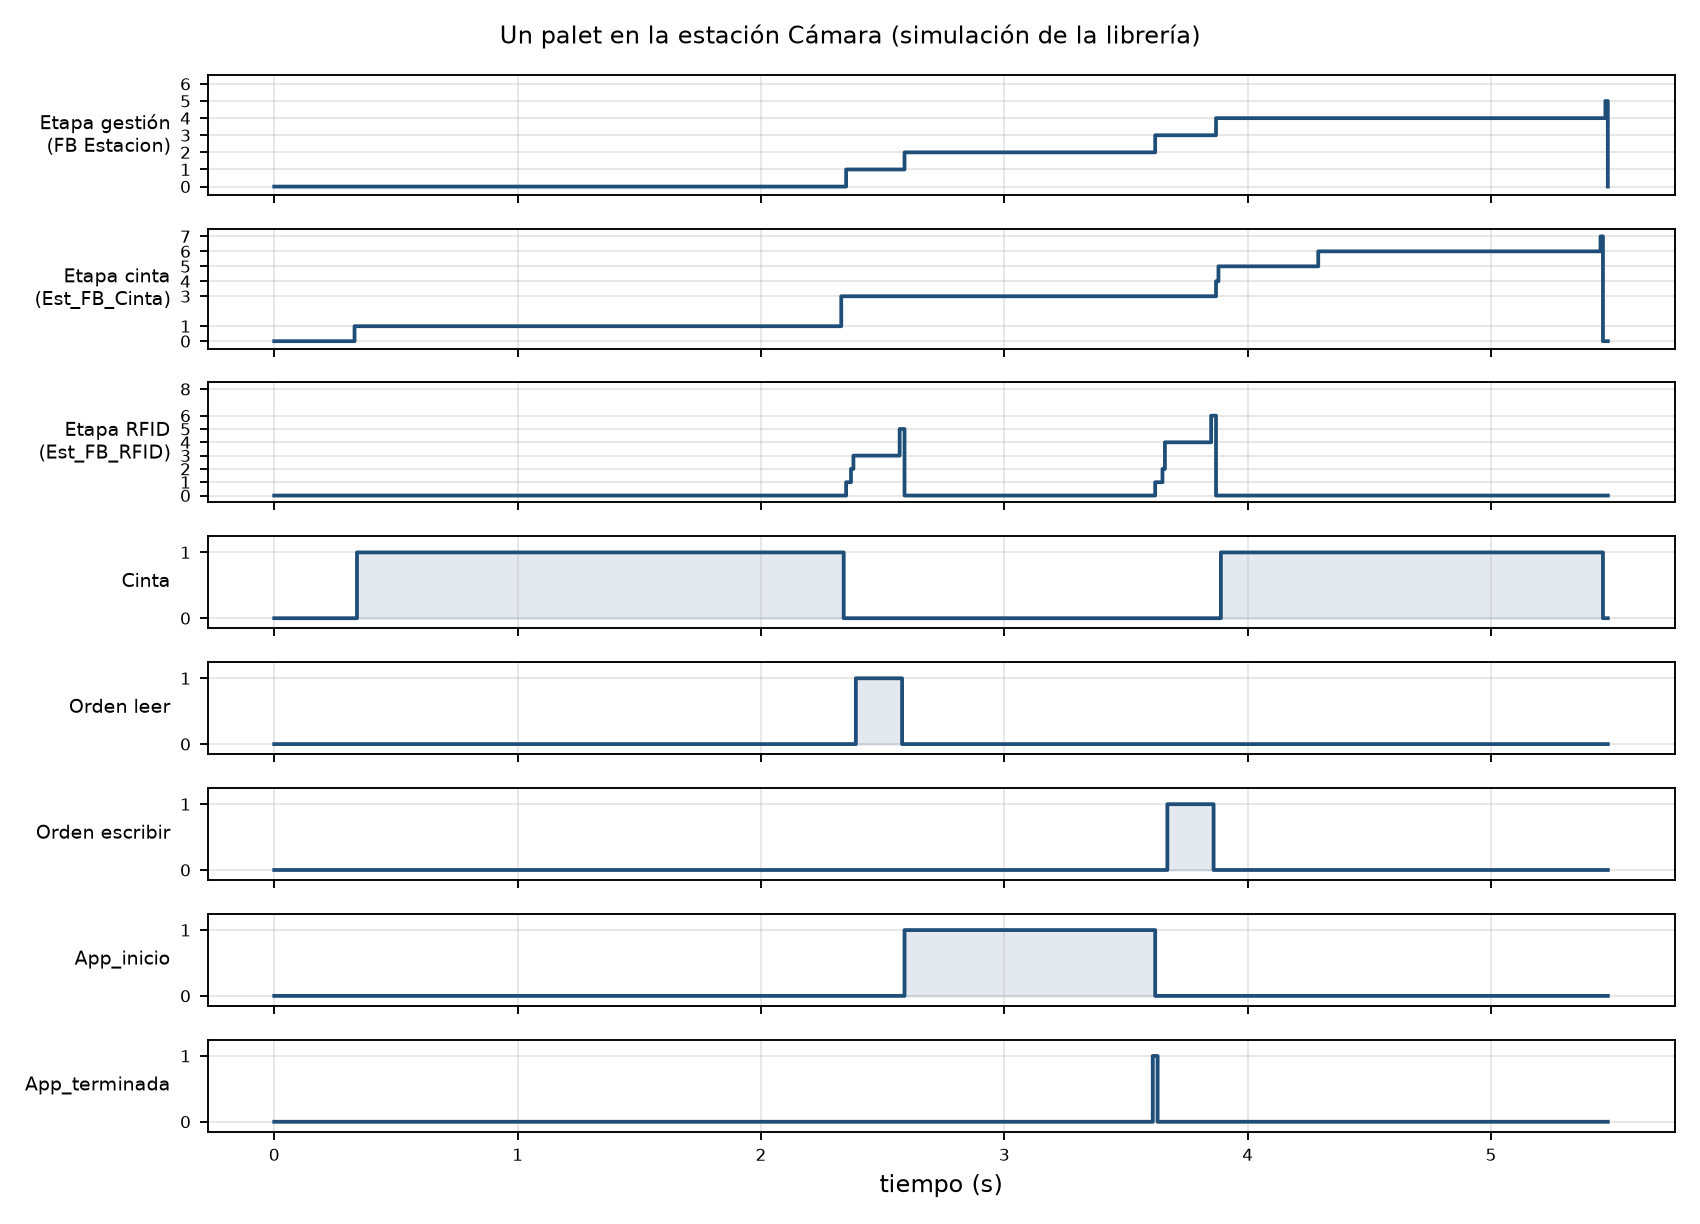 Un palet en la estación Cámara (simulación de la librería)
Etapa gestión
(FB Estacion)
6
5
4
3
2
1
0
Etapa cinta
(Est_FB_Cinta)
7
6
5
4
3
1
0
Etapa RFID
(Est_FB_RFID)
8
6
5
4
3
2
1
0
Cinta
1
0
Orden leer
1
0
Orden escribir
1
0
App_inicio
1
0
App_terminada
1
0
0 1 2 3 4 5
tiempo (s)